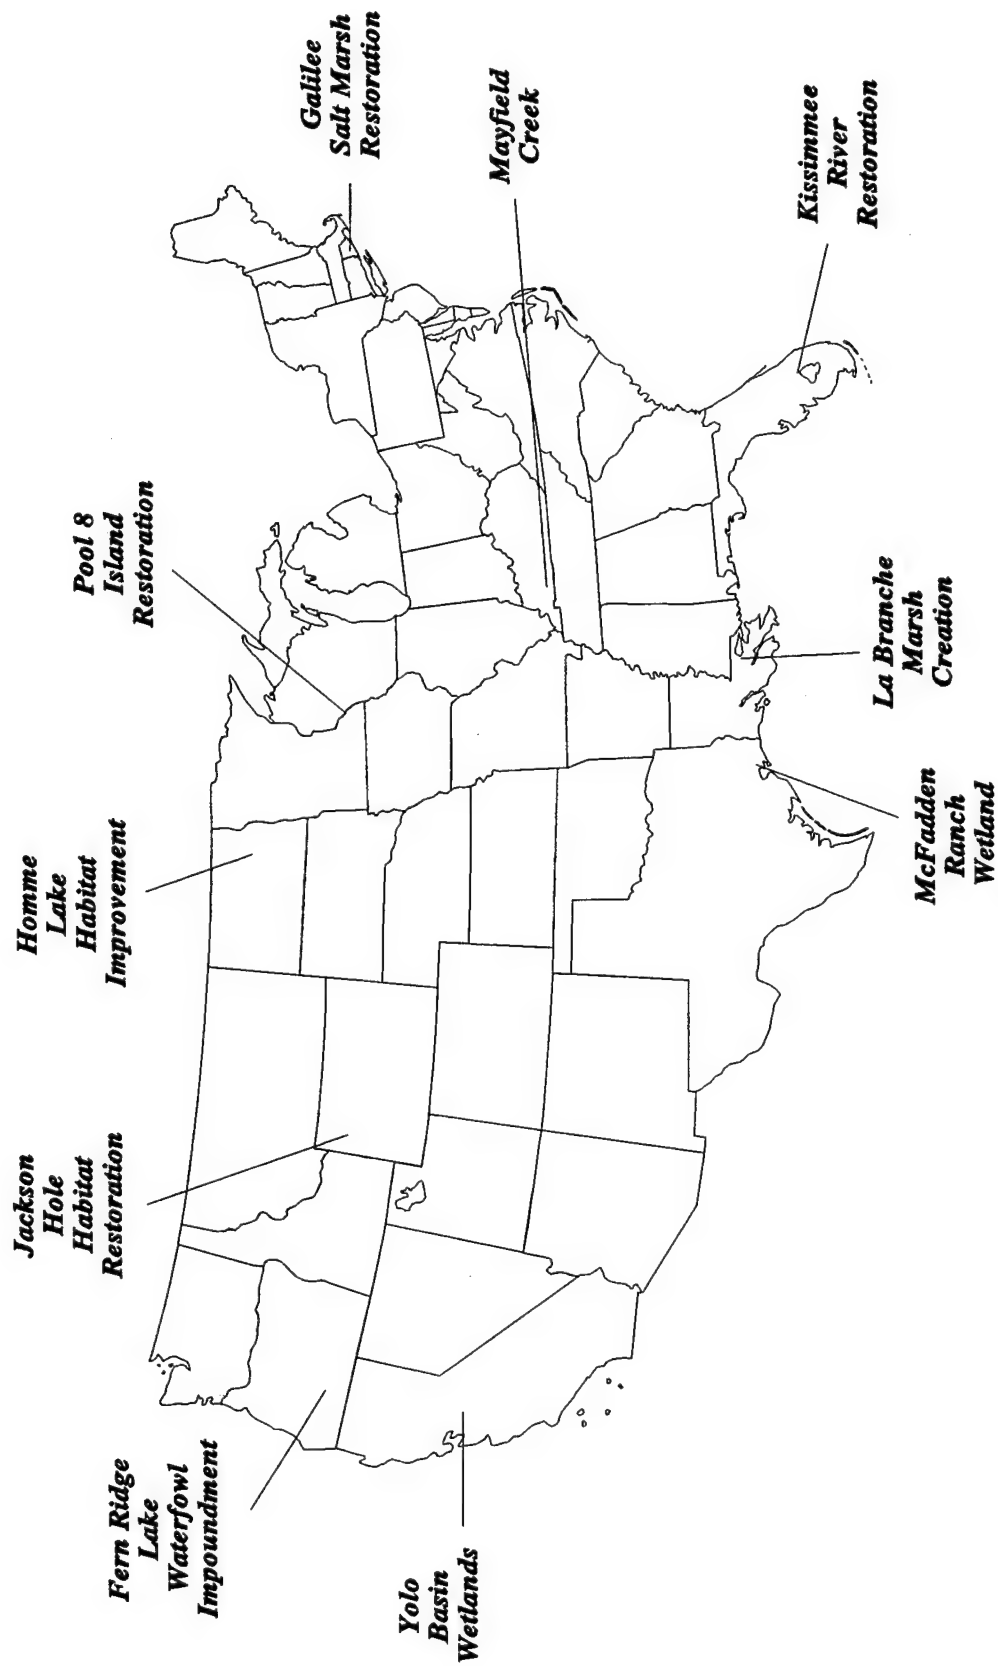 Fern Ridge
Lake
Waterfowl
Impoundment
Jackson
Hole
Habitat
Restoration
Homme
Lake
Habitat
Improvement
Pool 8
Island
Restoration
Galilee
Salt Marsh
Restoration
Mayfield
Creek
Kissimmee
River
Restoration
La Branche
Marsh
Creation
McFadden
Ranch
Wetland
Yolo
Basin
Wetlands